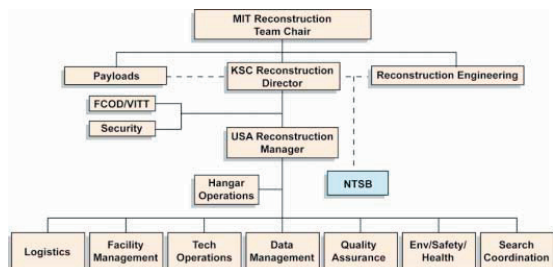 MIT Reconstruction
Team Chair
Payloads
KSC Reconstruction
Director
Reconstruction Engineering
FCOD/VITT
Security
USA Reconstruction
Manager
Hangar
Operations
NTSB
Logistics
Facility
Management
Tech
Operations
Data
Management
Quality
Assurance
Env/Safety/
Health
Search
Coordination